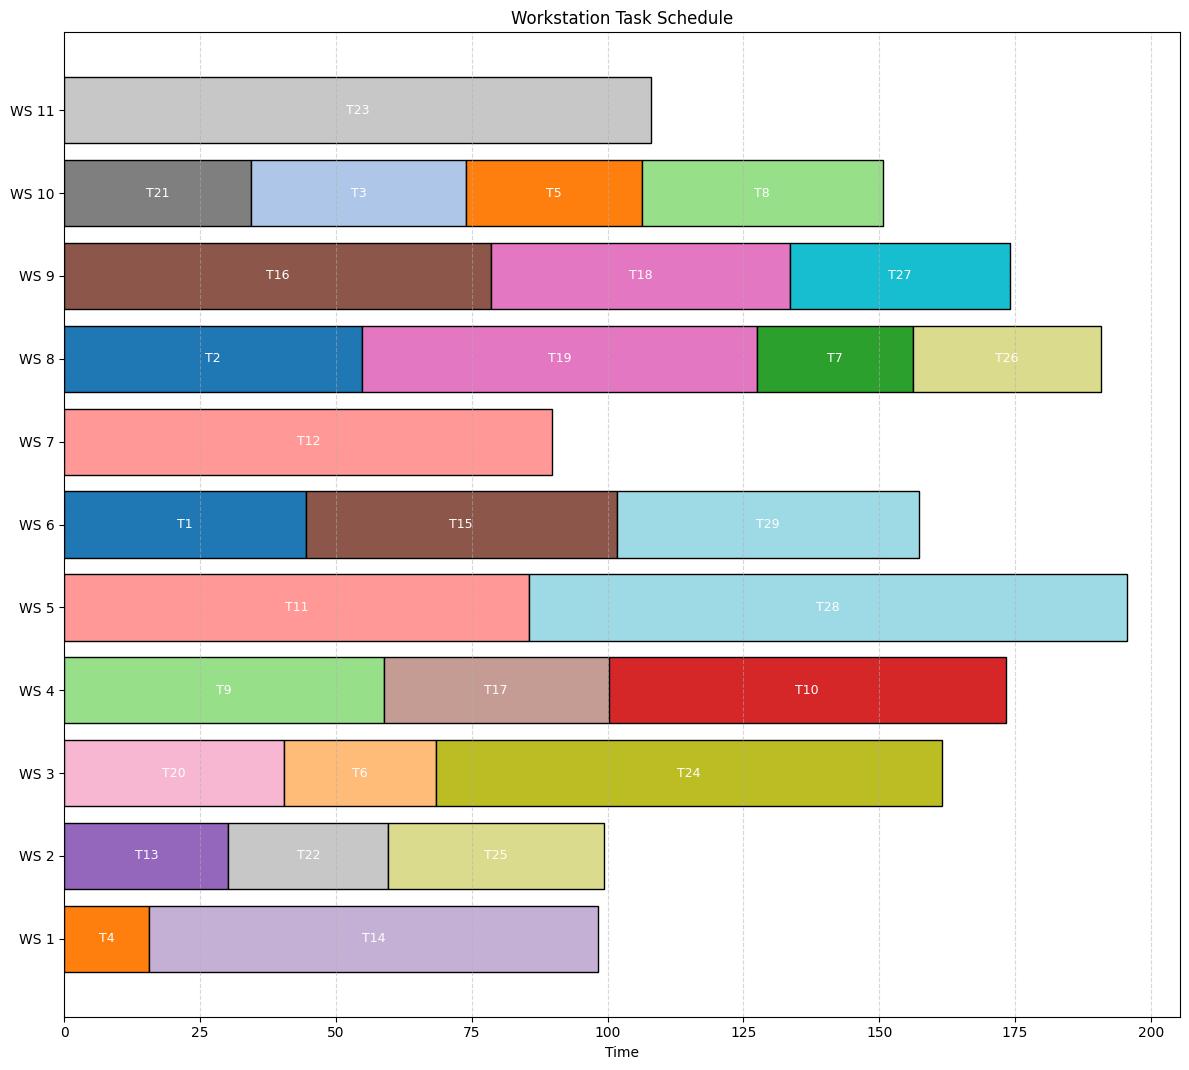 Workstation Task Schedule
WS 11 T23
WS 10 T21 T3 T5 T8
WS 9 T16 T18 T27
WS 8 T2 T19 T7 T26
WS 7 T12
WS 6 T1 T15 T29
WS 5 T11 T28
WS 4 T9 T17 T10
WS 3 T20 T6 T24
WS 2 T13 T22 T25
WS 1 T4 T14
0 25 50 75 100 125 150 175 200
Time